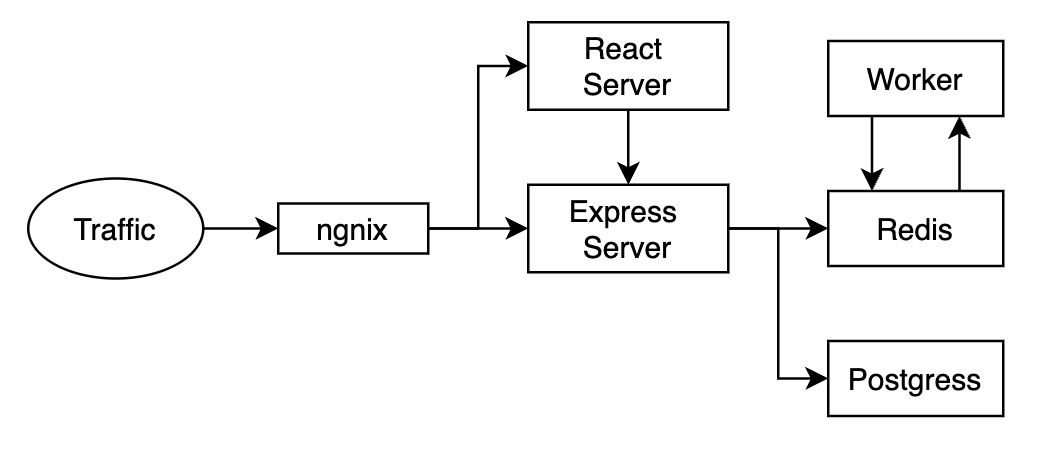 React
Server
Worker
Traffic
ngnix
Express
Server
Redis
Postgress